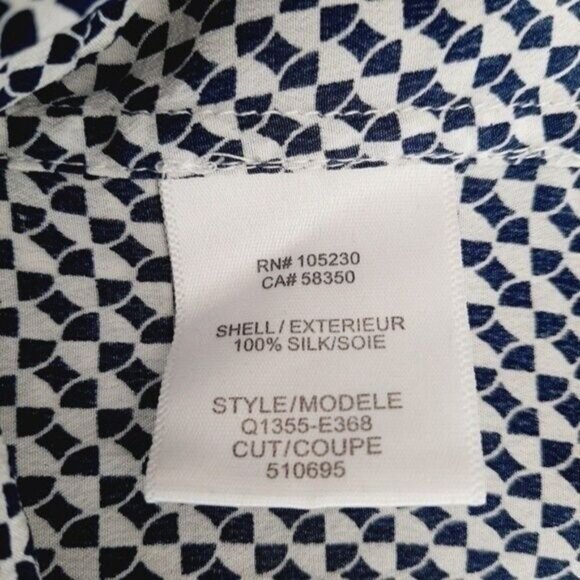 RN# 105230
CA# 58350
SHELL/EXTERIEUR
100% SILK/SOIE
STYLE/MODELE
Q1355-E368
CUT/COUPE
510695